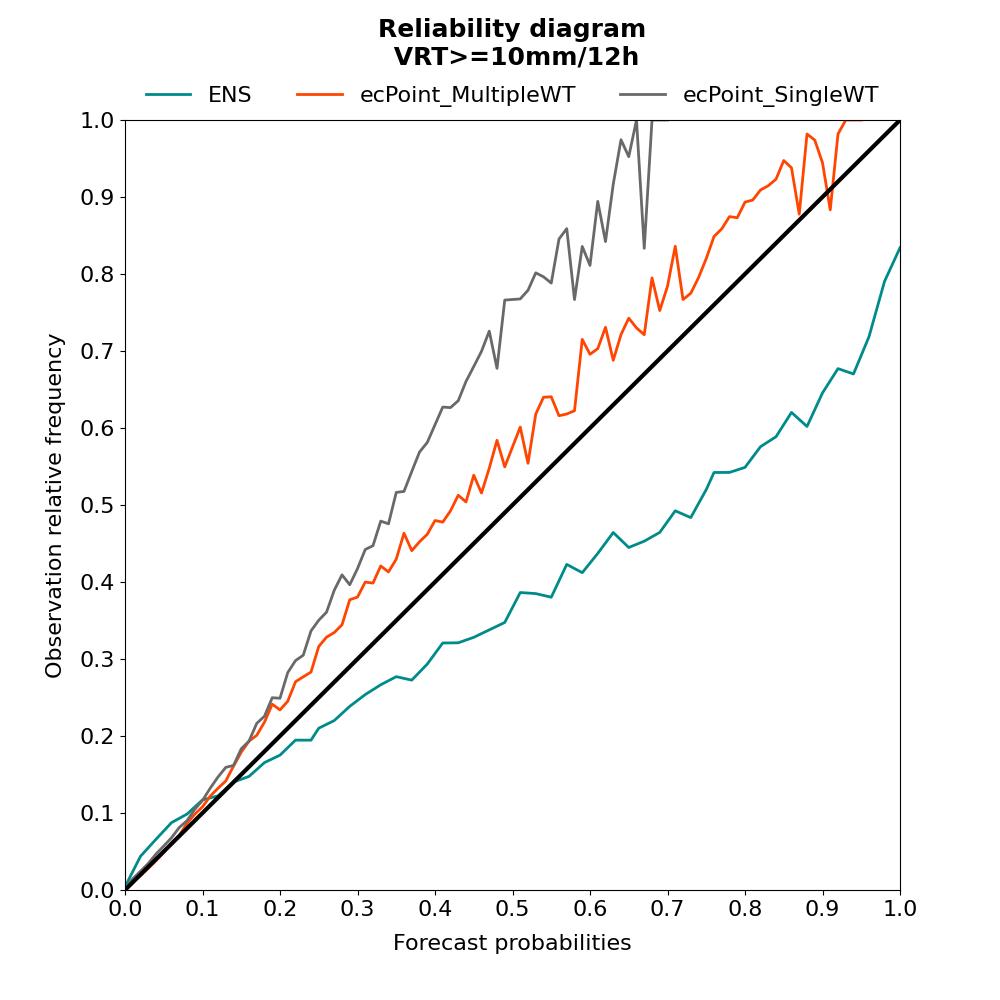 Reliability diagram
VRT>=10mm/12h
ENS ecPoint_MultipleWT ecPoint_SingleWT
1.0
0.9
0.8
0.7
0.6
0.5
0.4
0.3
0.2
0.1
0.0
Observation relative frequency
0.0 0.1 0.2 0.3 0.4 0.5 0.6 0.7 0.8 0.9 1.0
Forecast probabilities